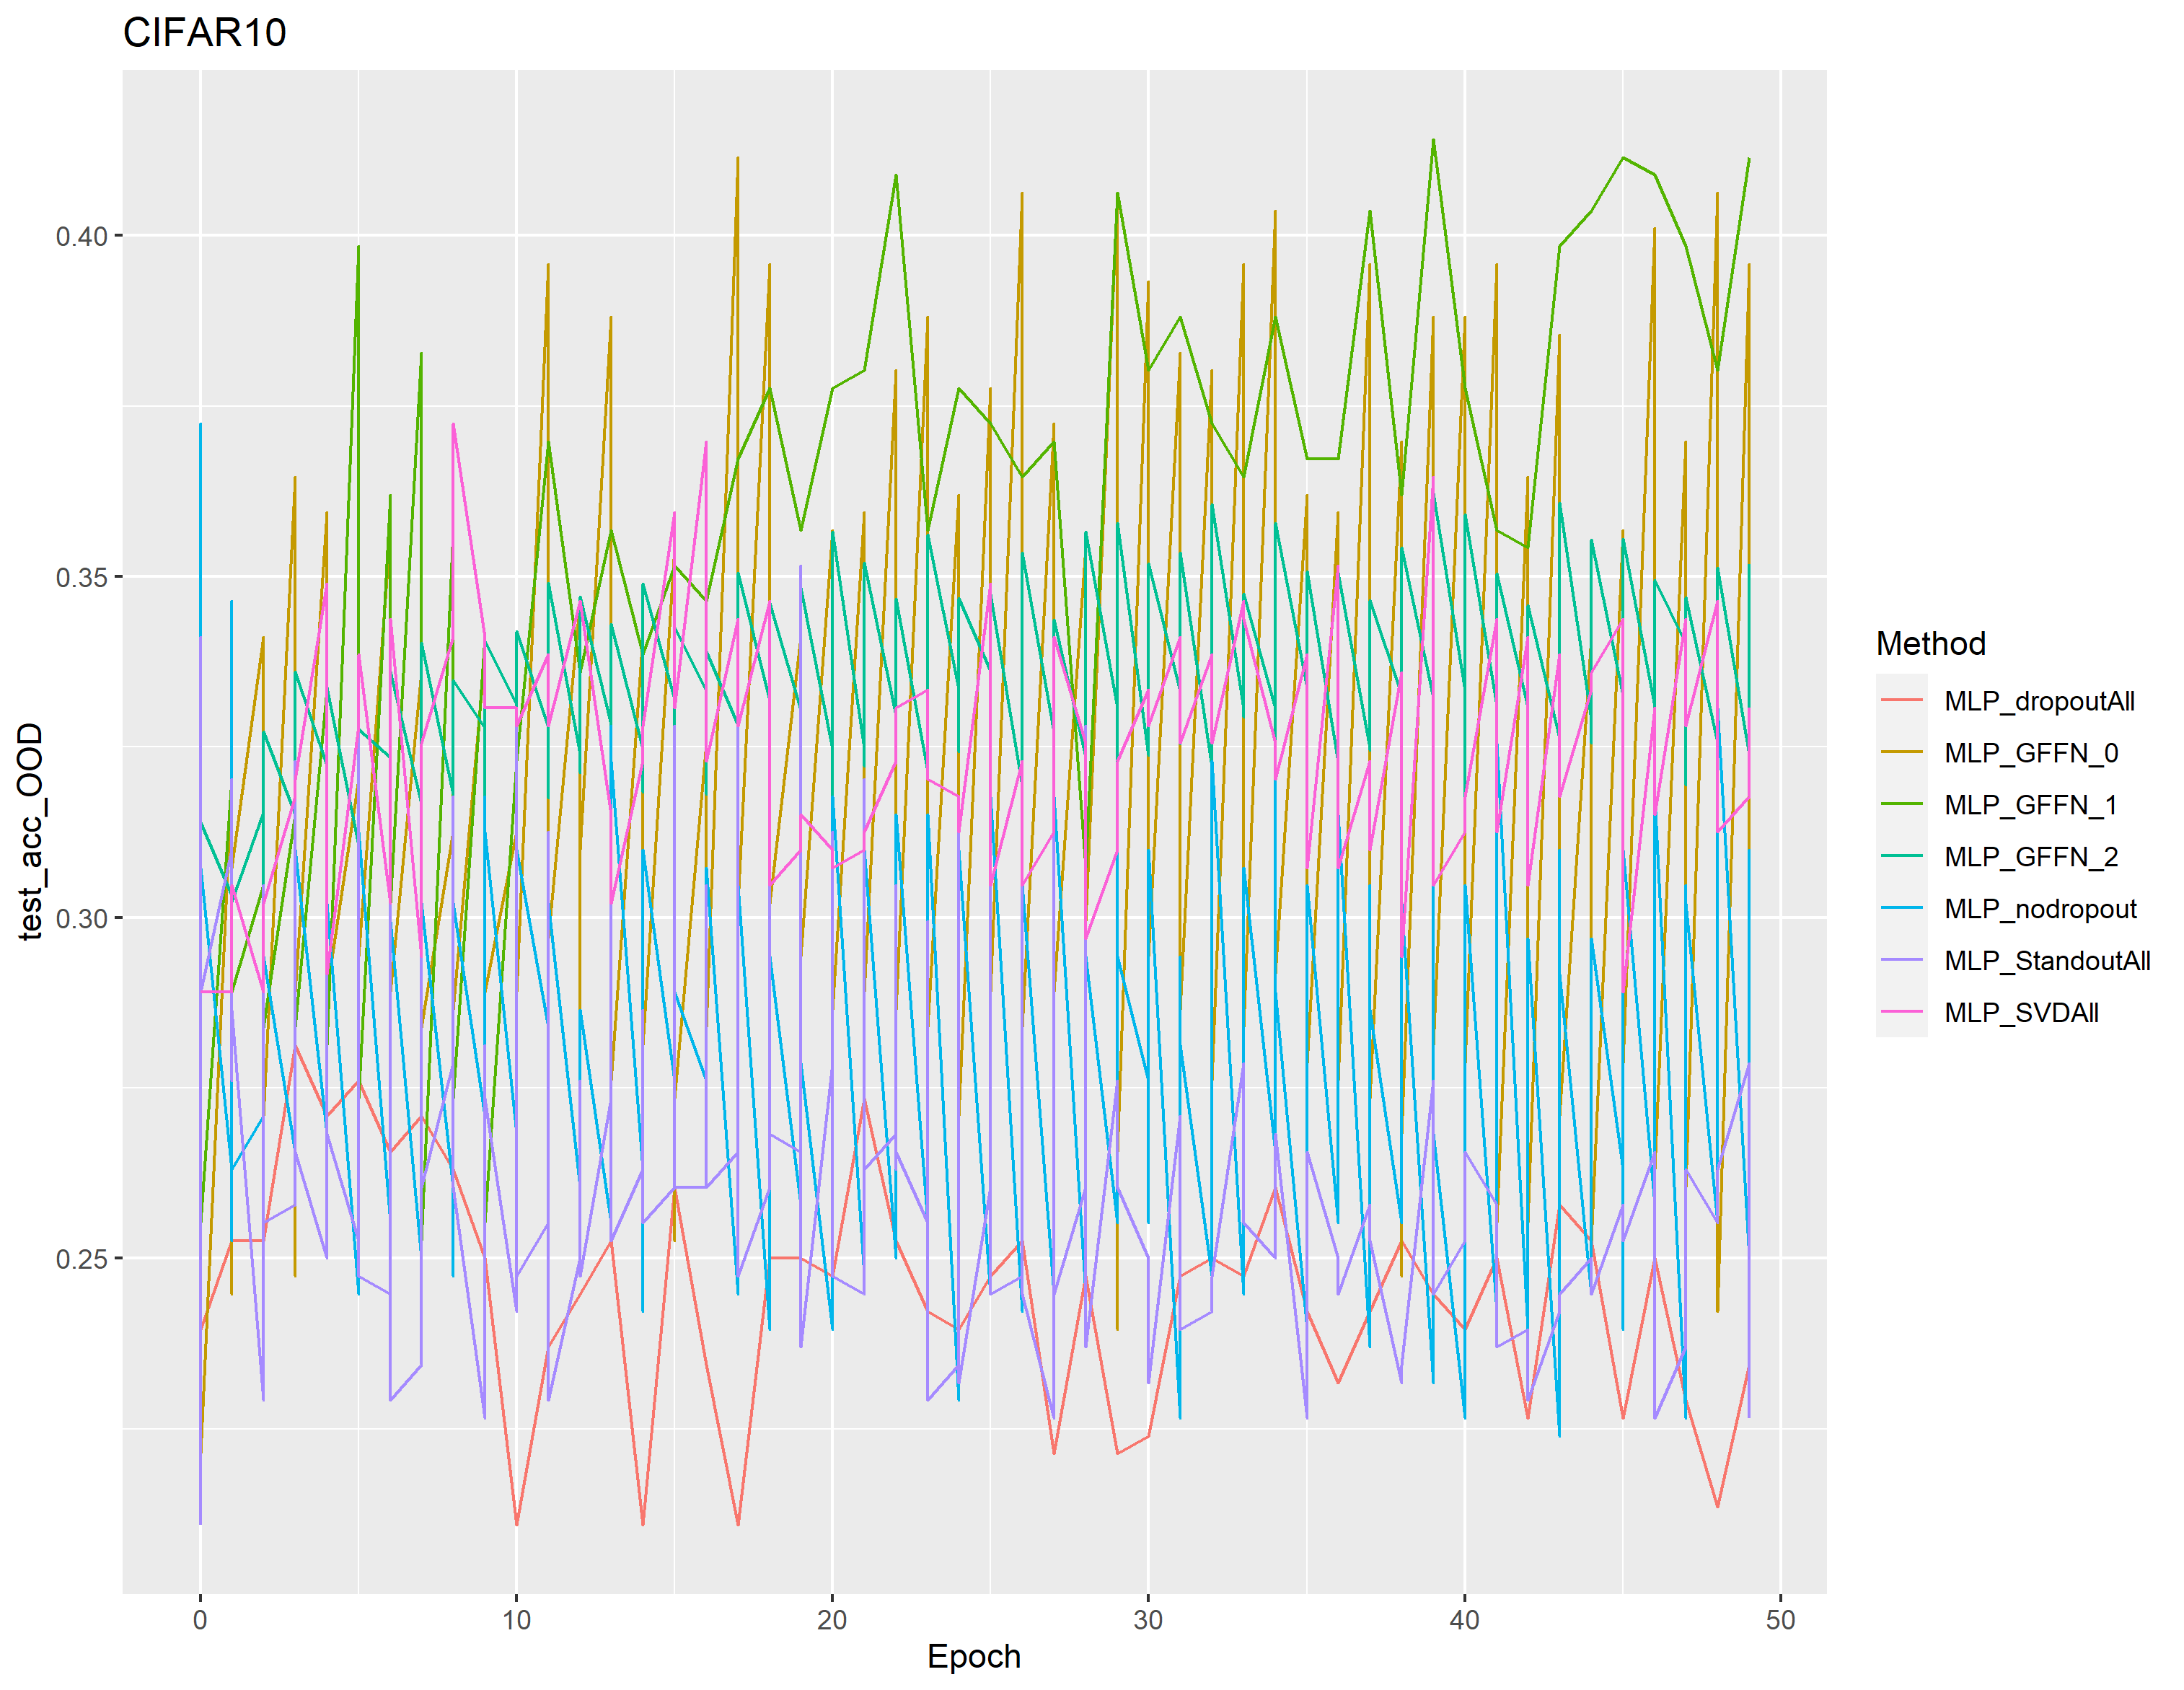 CIFAR10
test_acc_OOD
0.40
0.35
0.30
0.25
0
10
20
30
40
50
Epoch
Method
MLP_dropoutAll
MLP_GFFN_0
MLP_GFFN_1
MLP_GFFN_2
MLP_nodropout
MLP_StandoutAll
MLP_SVDAll